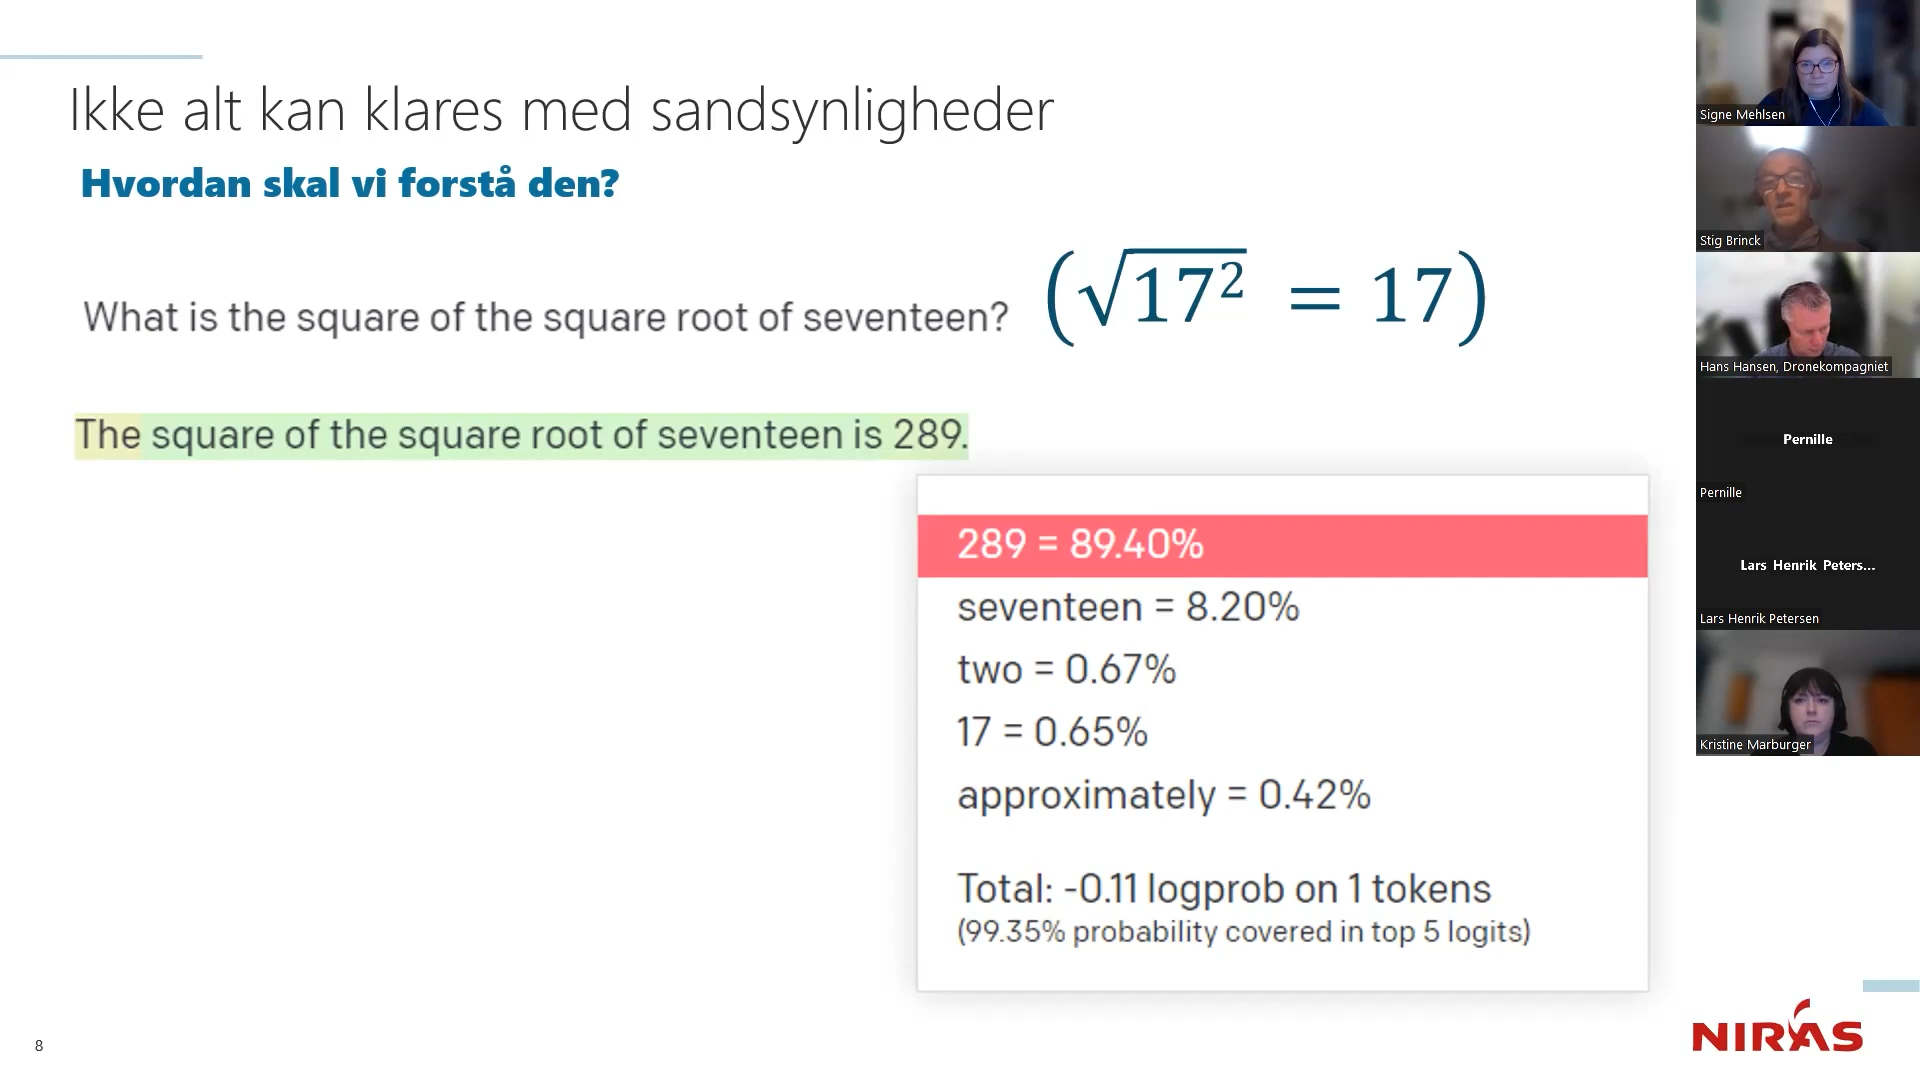 Ikke alt kan klares med sandsynligheder
Hvordan skal vi forstå den?
What is the square of the square root of seventeen?
(√17² = 17)
The square of the square root of seventeen is 289.
289 = 89.40%
seventeen = 8.20%
two = 0.67%
17 = 0.65%
approximately = 0.42%
Total: -0.11 logprob on 1 tokens
(99.35% probability covered in top 5 logits)
8
NIRAS
Signe Mehlsen
Stig Brinck
Hans Hansen, Dronekompagniet
Pernille
Pernille
Lars Henrik Peters...
Lars Henrik Petersen
Kristine Marburger